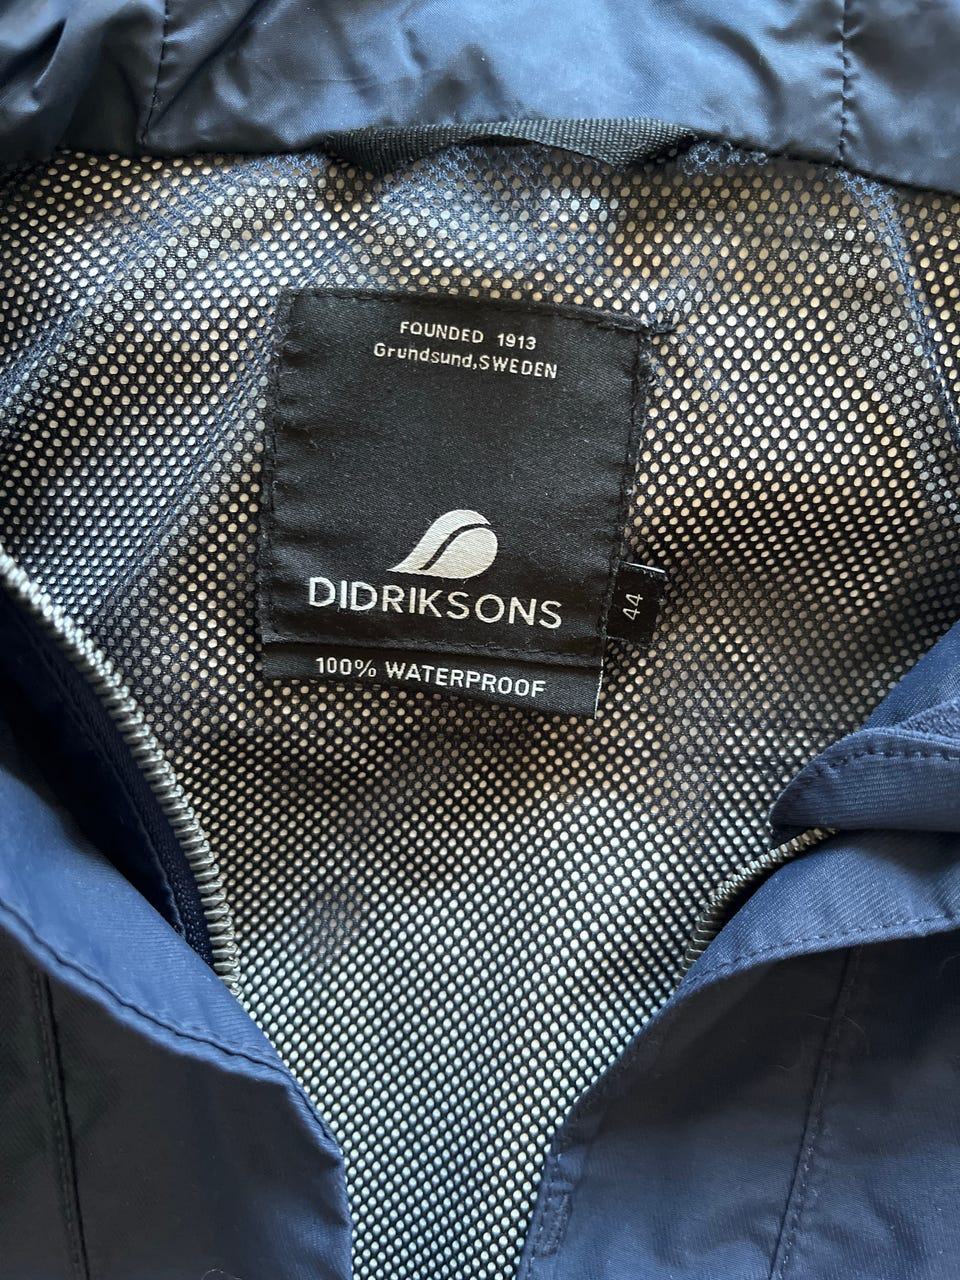 FOUNDED 1913
Grundsund,SWEDEN
DIDRIKSONS
44
100% WATERPROOF